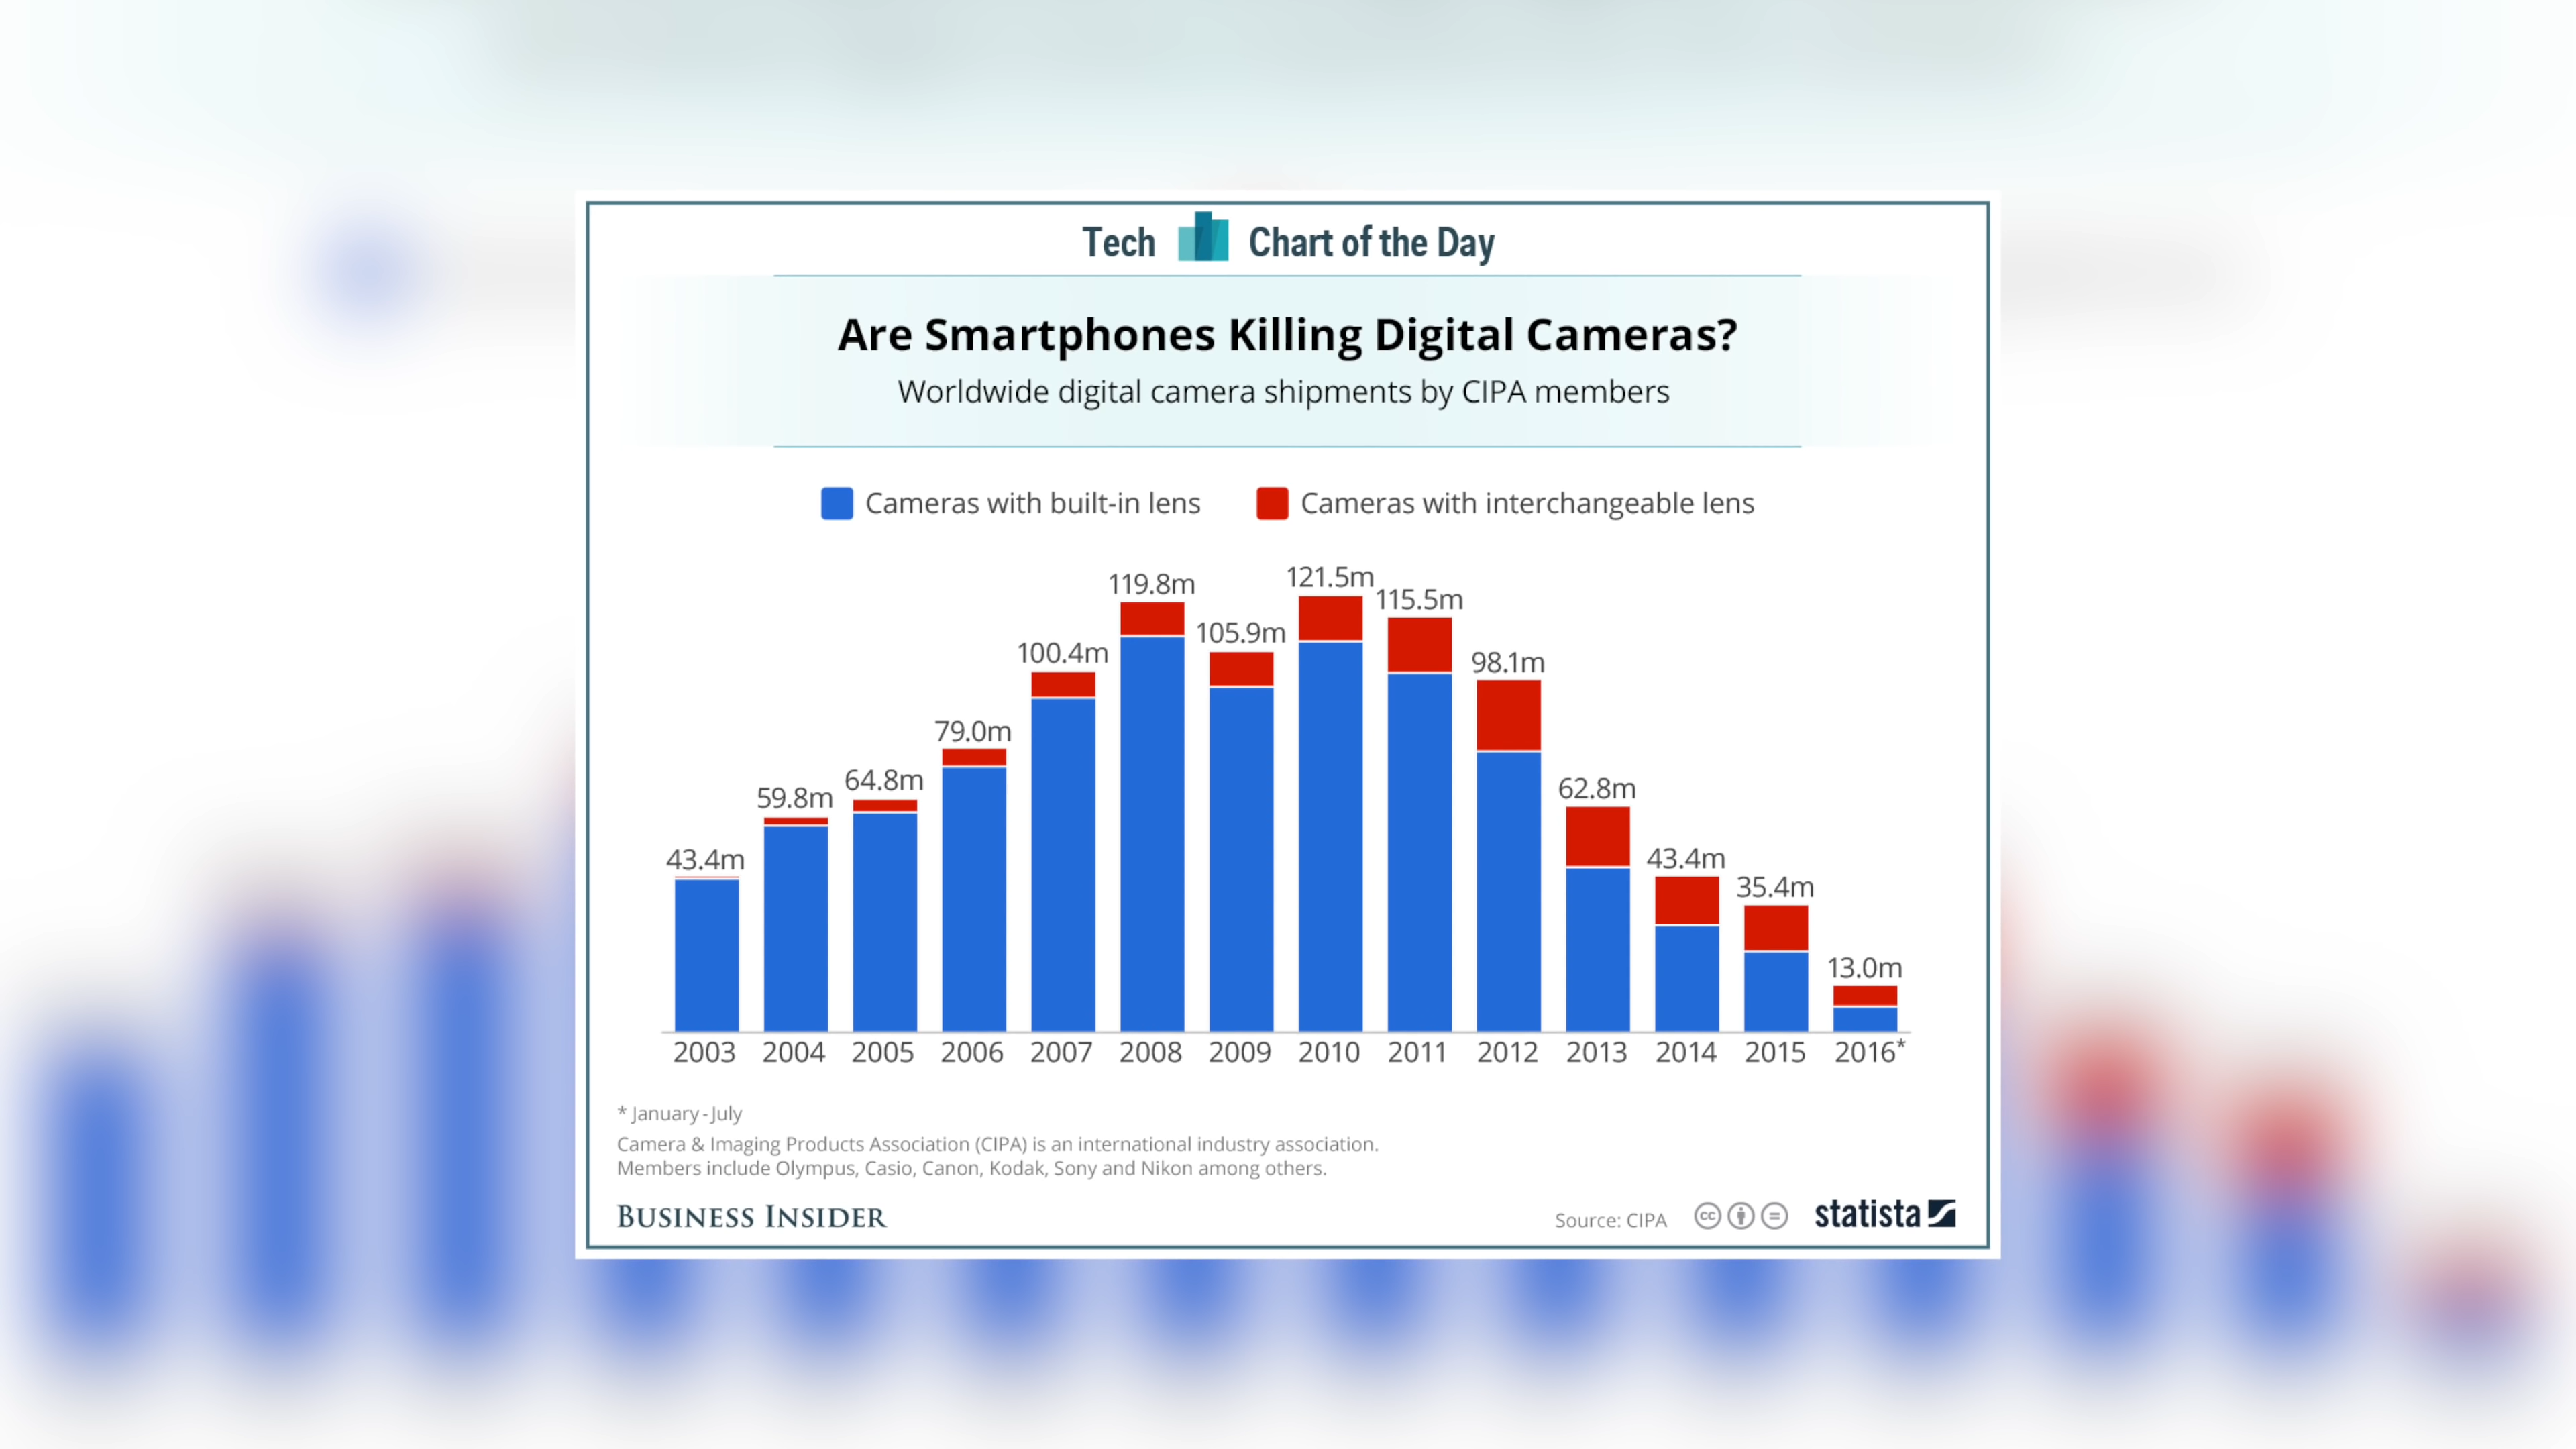 Tech Chart of the Day
Are Smartphones Killing Digital Cameras?
Worldwide digital camera shipments by CIPA members
Cameras with built-in lens
Cameras with interchangeable lens
43.4m
59.8m
64.8m
79.0m
100.4m
119.8m
105.9m
121.5m
115.5m
98.1m
62.8m
43.4m
35.4m
13.0m
2003 2004 2005 2006 2007 2008 2009 2010 2011 2012 2013 2014 2015 2016*
* January - July
Camera & Imaging Products Association (CIPA) is an international industry association.
Members include Olympus, Casio, Canon, Kodak, Sony and Nikon among others.
BUSINESS INSIDER
Source: CIPA
cc
statista